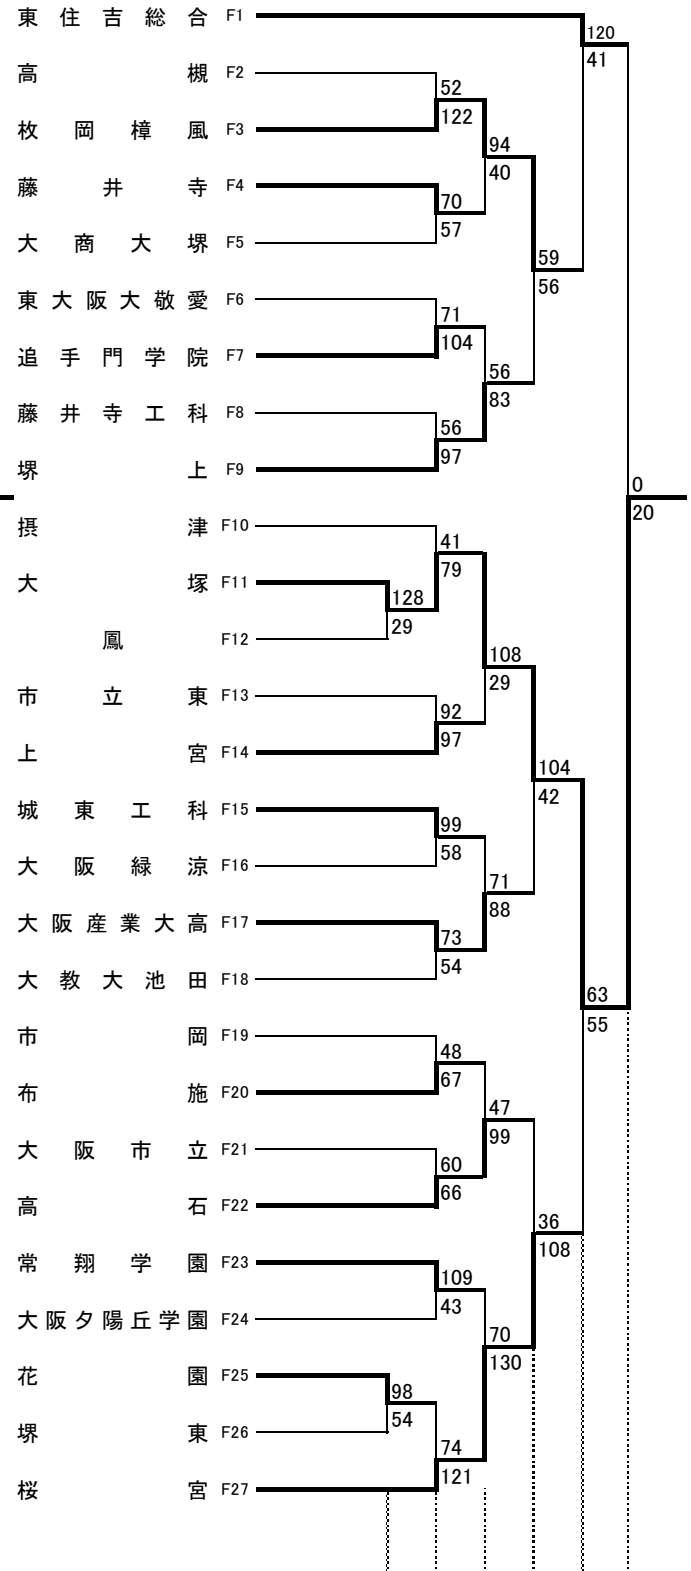 東住吉総合 F1
120
41
高槻 F2
52
122
枚岡樟風 F3
94
40
藤井寺 F4
70
57
大商大堺 F5
59
56
東大阪大敬愛 F6
71
104
追手門学院 F7
56
83
藤井寺工科 F8
56
97
堺上 F9
0
20
摂津 F10
41
79
大塚 F11
128
29
鳳 F12
108
29
市立東 F13
92
97
上宮 F14
104
42
城東工科 F15
99
58
大阪緑涼 F16
71
88
大阪産業大高 F17
73
54
大教大池田 F18
63
55
市岡 F19
48
67
布施 F20
47
99
大阪市立 F21
60
66
高石 F22
36
108
常翔学園 F23
109
43
大阪夕陽丘学園 F24
70
130
花園 F25
98
54
堺東 F26
74
121
桜宮 F27